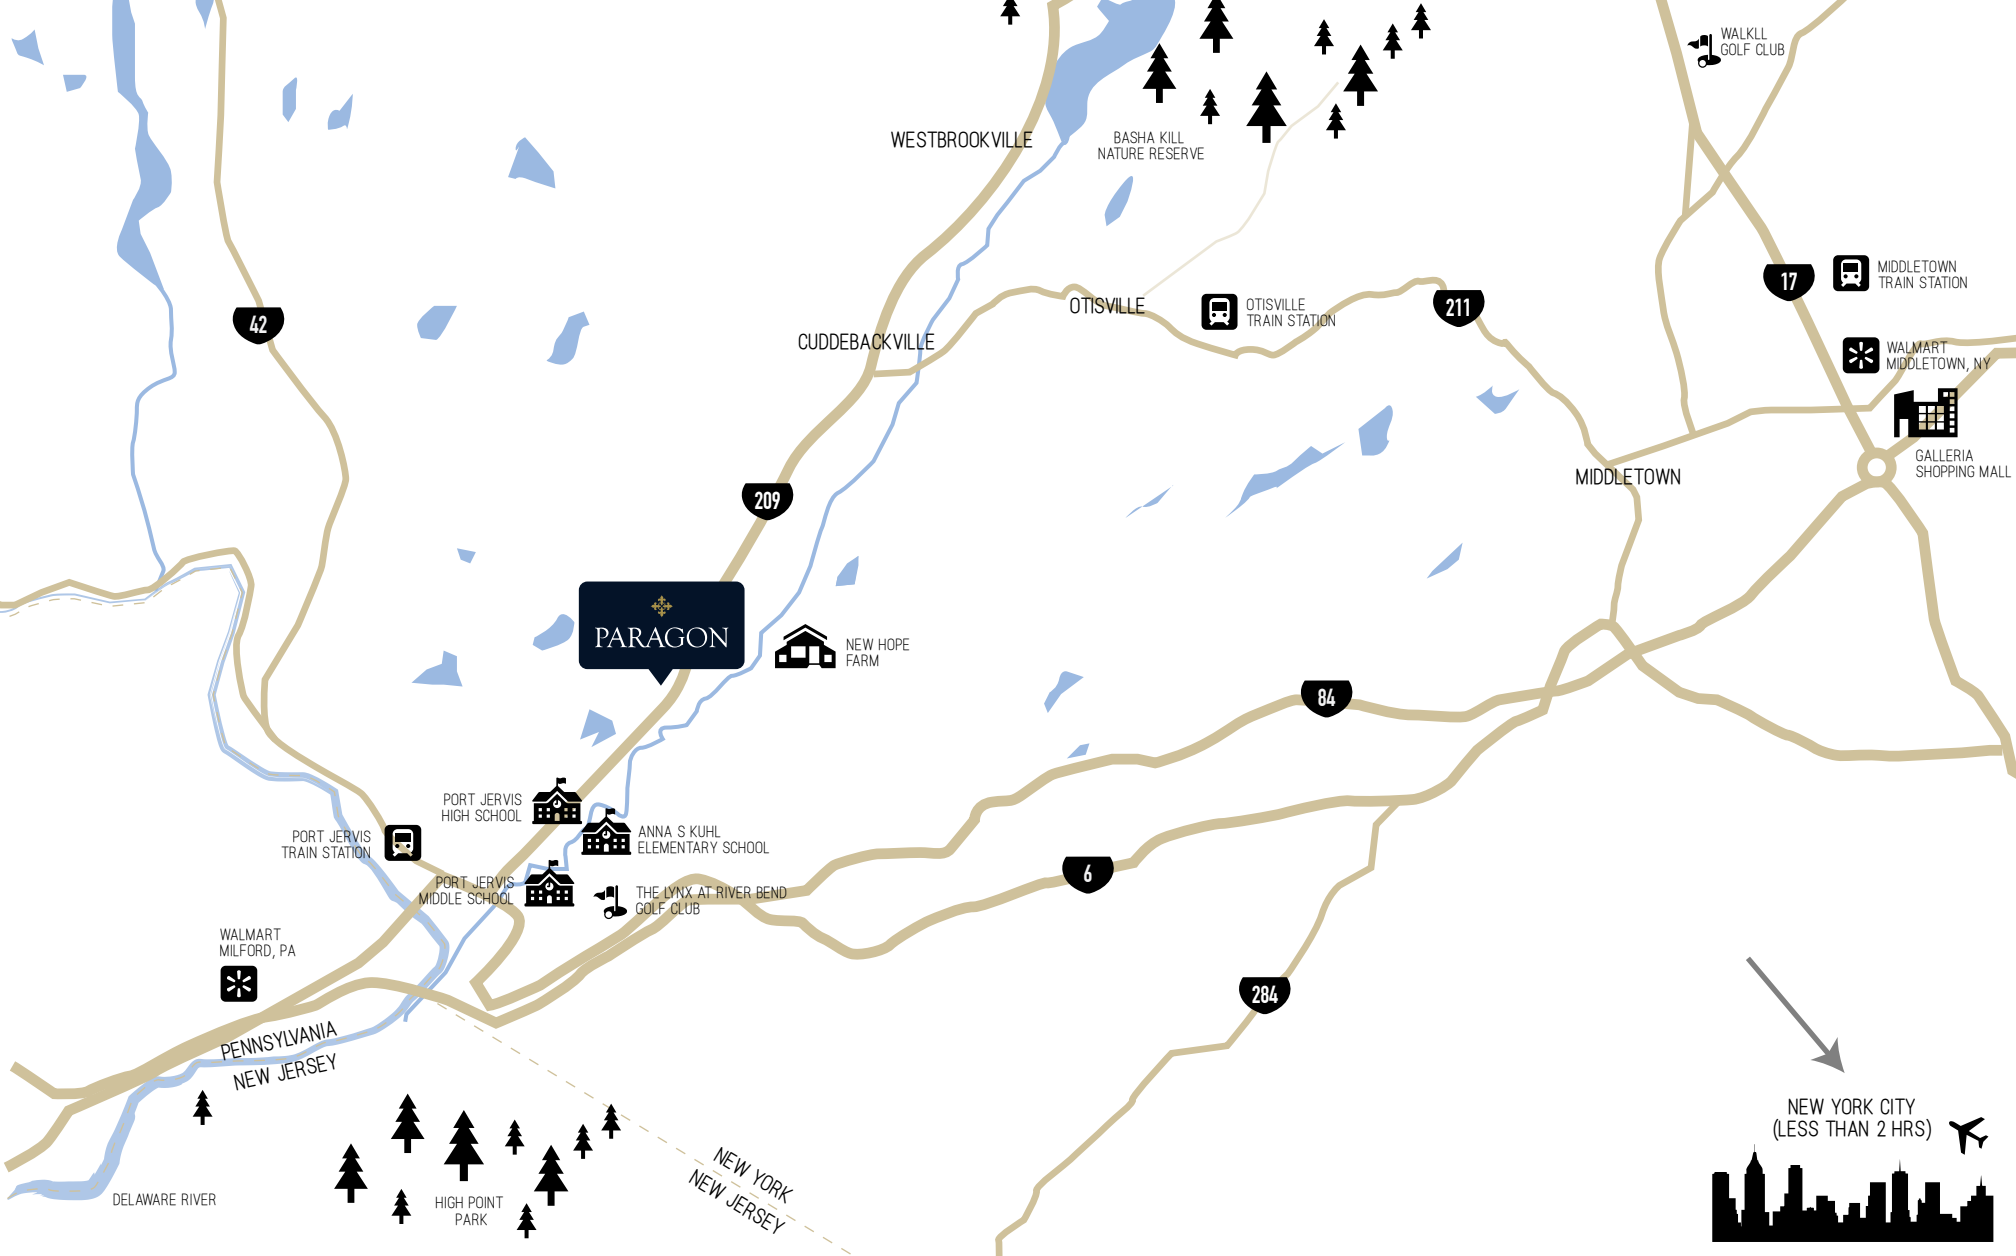 WALKLL
GOLF CLUB
WESTBROOKVILLE
BASHA KILL
NATURE RESERVE
17
MIDDLETOWN
TRAIN STATION
42
OTISVILLE
OTISVILLE
TRAIN STATION
211
CUDDEBACKVILLE
WALMART
MIDDLETOWN, NY
GALLERIA
SHOPPING MALL
MIDDLETOWN
209
PARAGON
NEW HOPE
FARM
84
PORT JERVIS
HIGH SCHOOL
PORT JERVIS
TRAIN STATION
ANNA S KUHL
ELEMENTARY SCHOOL
6
PORT JERVIS
MIDDLE SCHOOL
THE LYNX AT RIVER BEND
GOLF CLUB
WALMART
MILFORD, PA
284
PENNSYLVANIA
NEW JERSEY
NEW YORK CITY
(LESS THAN 2 HRS)
NEW YORK
NEW JERSEY
DELAWARE RIVER
HIGH POINT
PARK